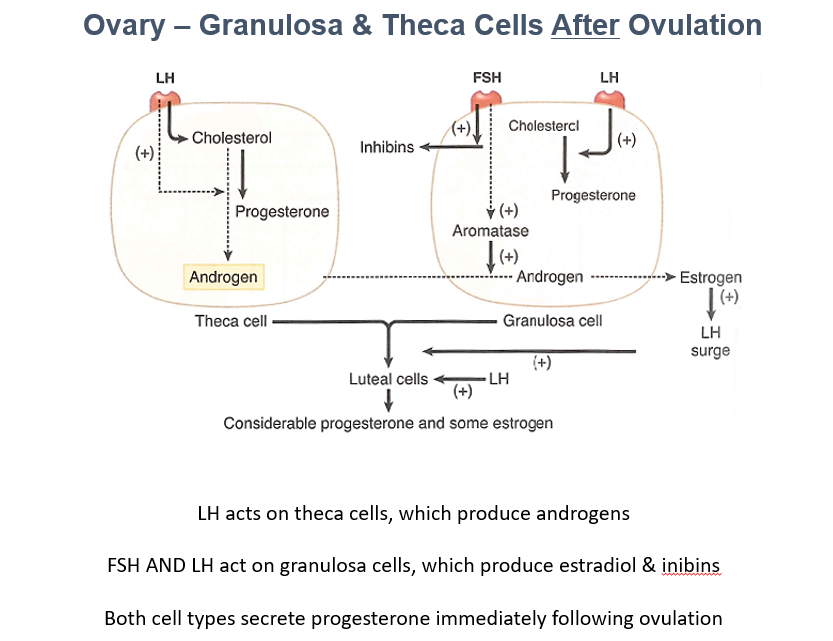 Ovary – Granulosa & Theca Cells After Ovulation
LH
FSH
LH
(+)
Cholesterol
Progesterone
Androgen
Inhibins
(+)
Cholestercl
(+)
Progesterone
(+)
Aromatase
(+)
Androgen
Estrogen
(+)
LH
surge
Theca cell
Granulosa cell
(+)
Luteal cells
LH
(+)
Considerable progesterone and some estrogen
LH acts on theca cells, which produce androgens
FSH AND LH act on granulosa cells, which produce estradiol & inibins
Both cell types secrete progesterone immediately following ovulation